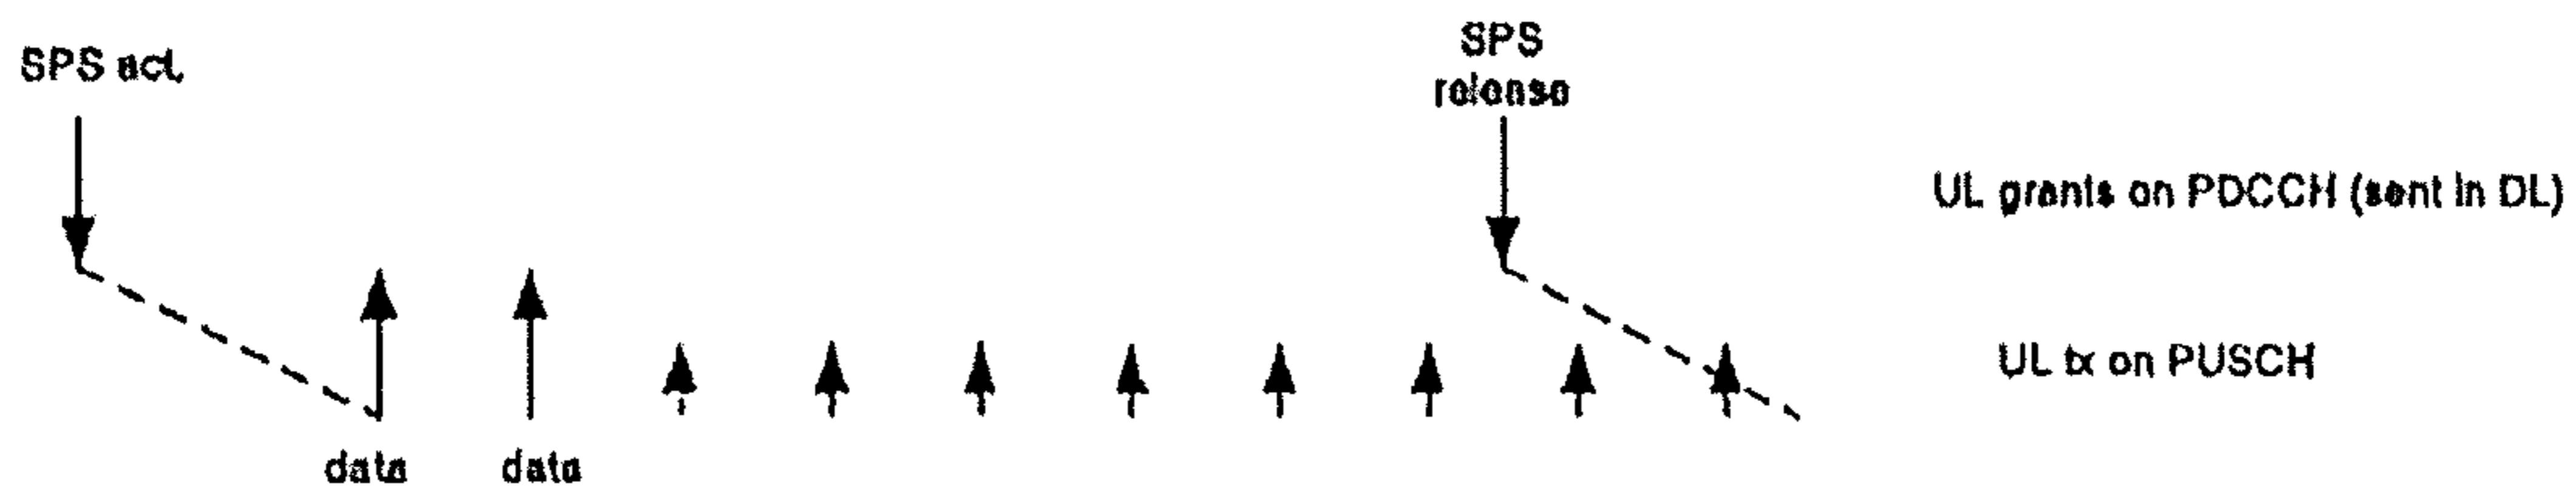 SPS act.
SPS
release
UL grants on PDCCH (sent in DL)
UL tx on PUSCH
data
data